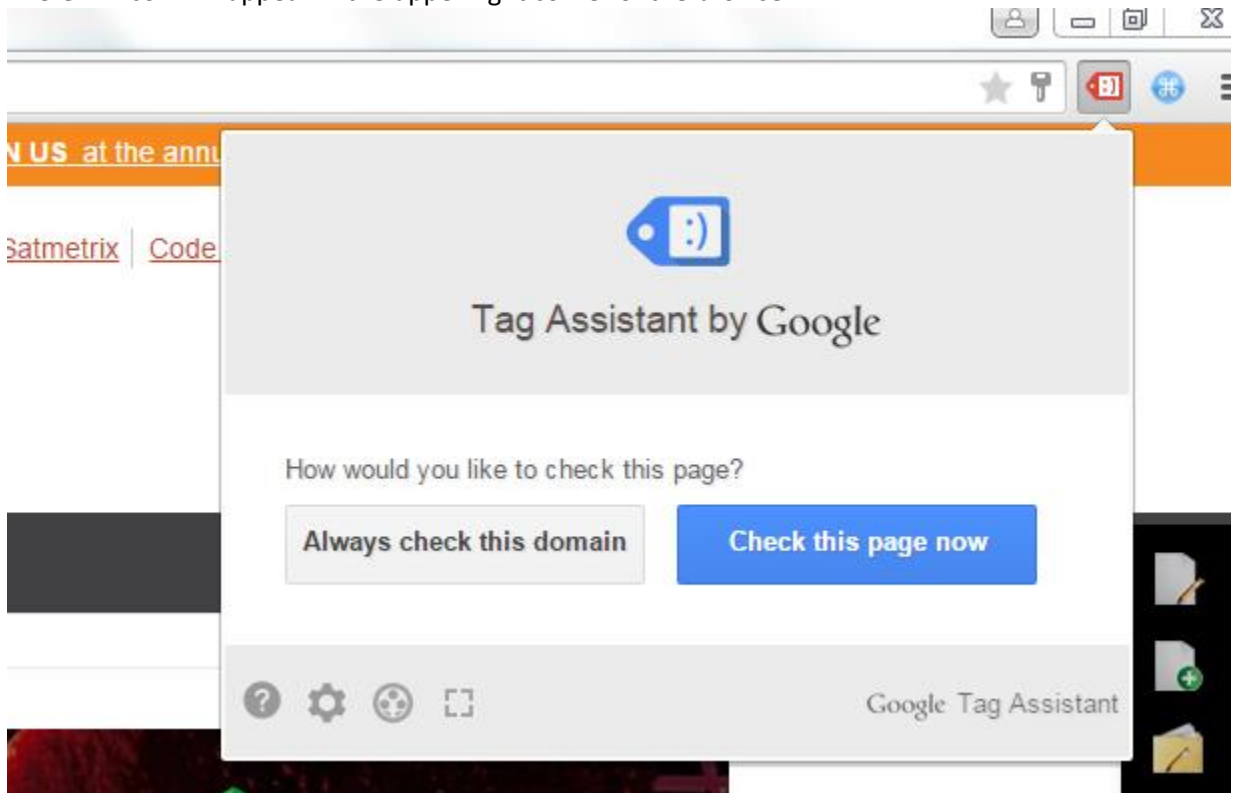 N US at the annu
Satmetrix Code
:)
Tag Assistant by Google
How would you like to check this page?
Always check this domain Check this page now
Google Tag Assistant